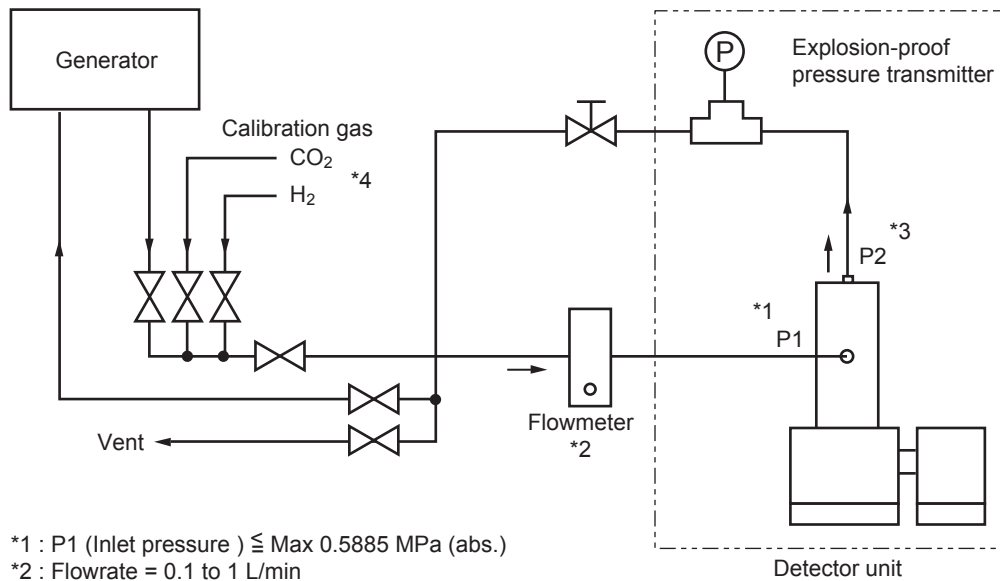 Generator
P
Explosion-proof
pressure transmitter
Calibration gas
CO₂
*4
H₂
*3
P2
*1
P1
Flowmeter
*2
Vent
*1 : P1 (Inlet pressure ) ≦ Max 0.5885 MPa (abs.)
*2 : Flowrate = 0.1 to 1 L/min
Detector unit